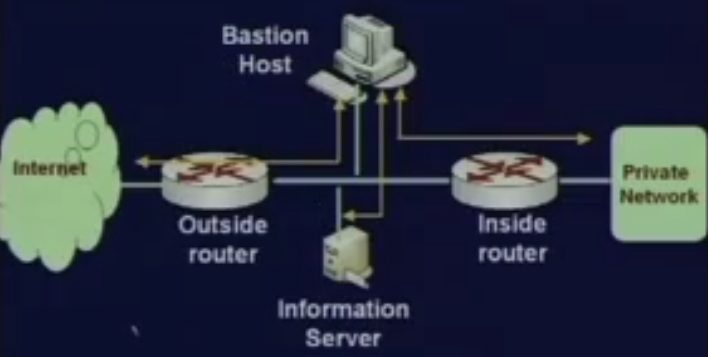 Bastion
Host
Internet
Outside
router
Inside
router
Private
Network
Information
Server